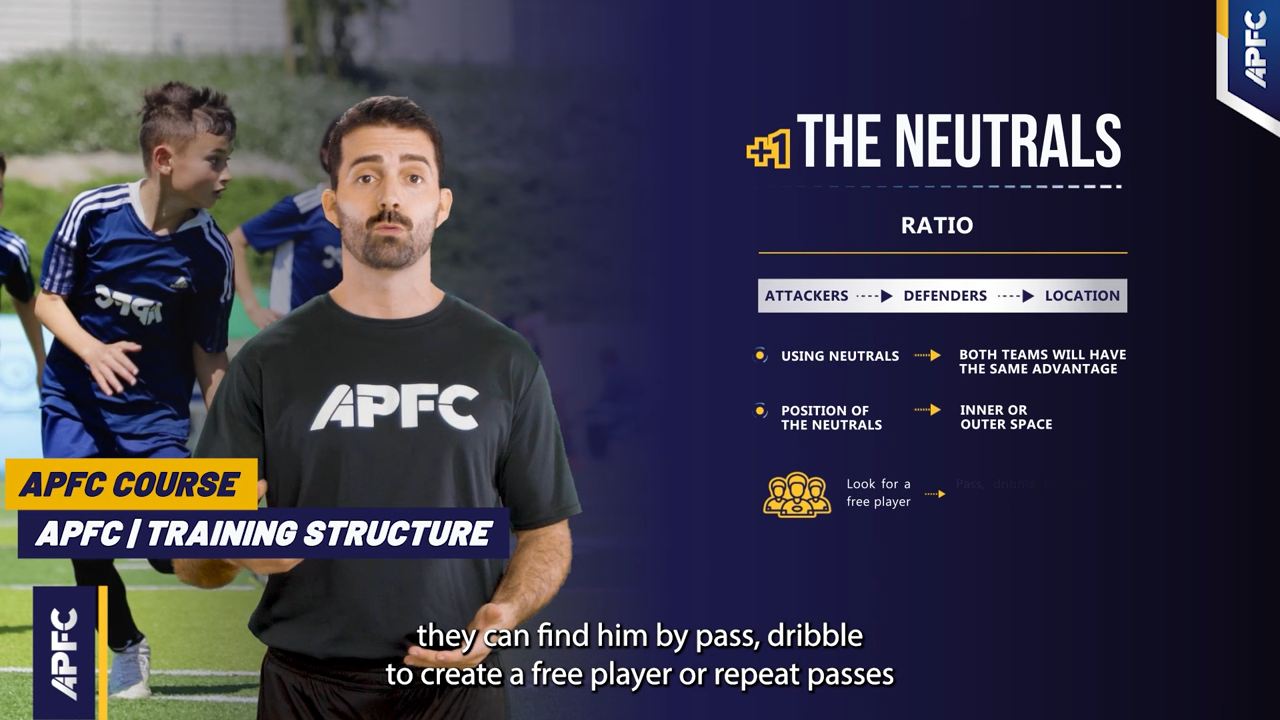 APFC
+1 THE NEUTRALS
RATIO
ATTACKERS DEFENDERS LOCATION
USING NEUTRALS
BOTH TEAMS WILL HAVE
THE SAME ADVANTAGE
POSITION OF
THE NEUTRALS
INNER OR
OUTER SPACE
Look for a
free player
Pass, dribble
APFC
APFC COURSE
APFC | TRAINING STRUCTURE
APFC
they can find him by pass, dribble
to create a free player or repeat passes